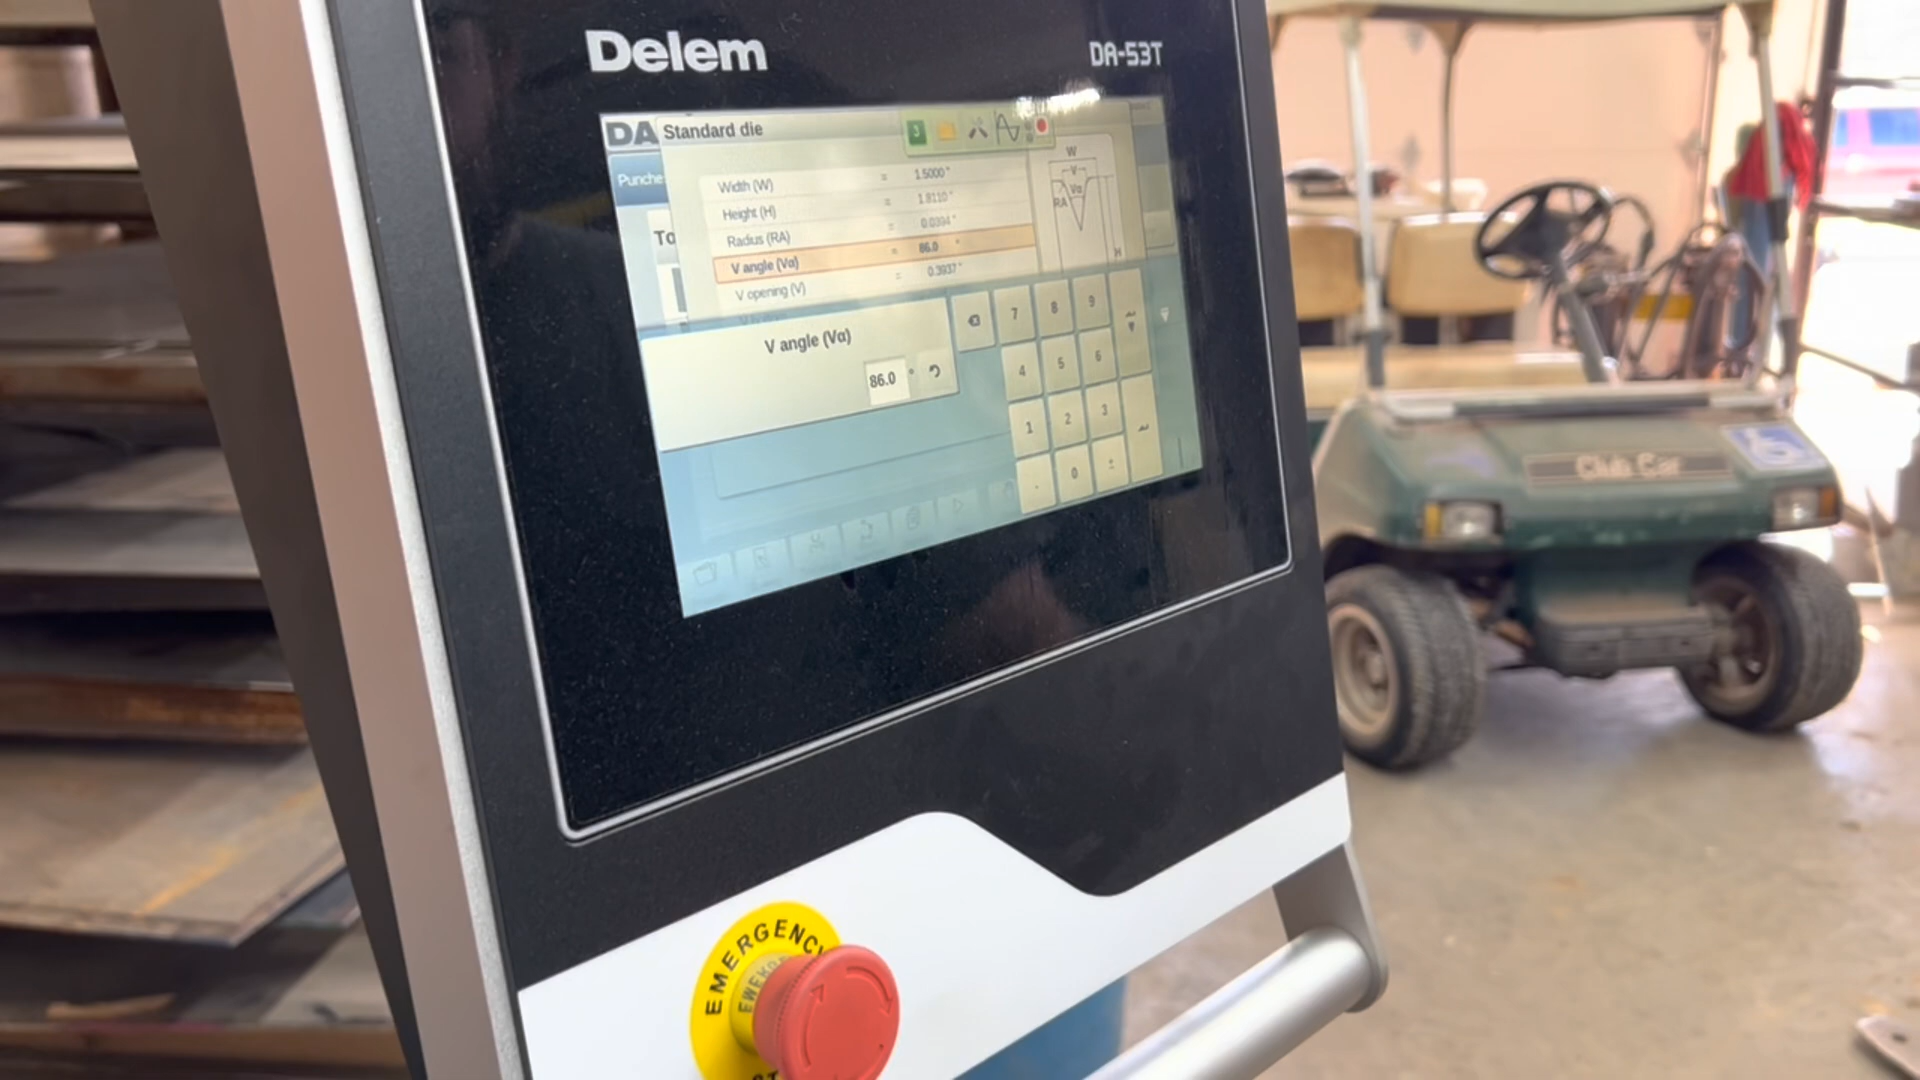 Delem
DA-53T
DA
Standard die
Punche
W
Width (W) = 1.5000"
V
Height (H) = 1.8110"
Vα
RA
Radius (RA) = 0.0394"
To
V angle (Vα) = 86.0 °
H
V opening (V) = 0.3937"
V angle (Vα)
86.0 °
7 8 9
4 5 6
1 2 3
. 0 ±
Club Car
EMERGENCY